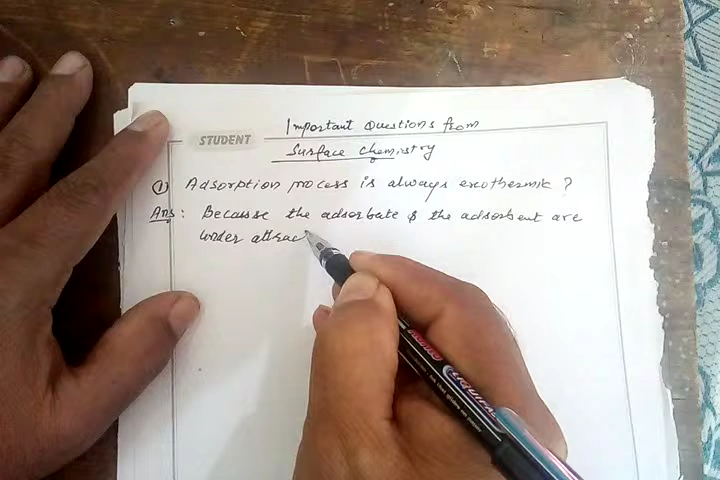 Important Questions from
STUDENT
Surface Chemistry
(1) Adsorption process is always exothermic ?
Ans : Because the adsorbate & the adsorbent are
under attrac
LIQUIFLO